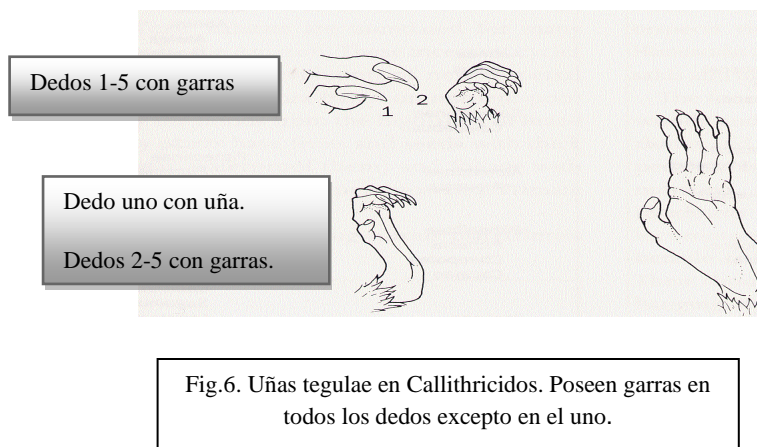 Dedos 1-5 con garras
1
2
Dedo uno con uña.
Dedos 2-5 con garras.
Fig.6. Uñas tegulae en Callithricidos. Poseen garras en
todos los dedos excepto en el uno.